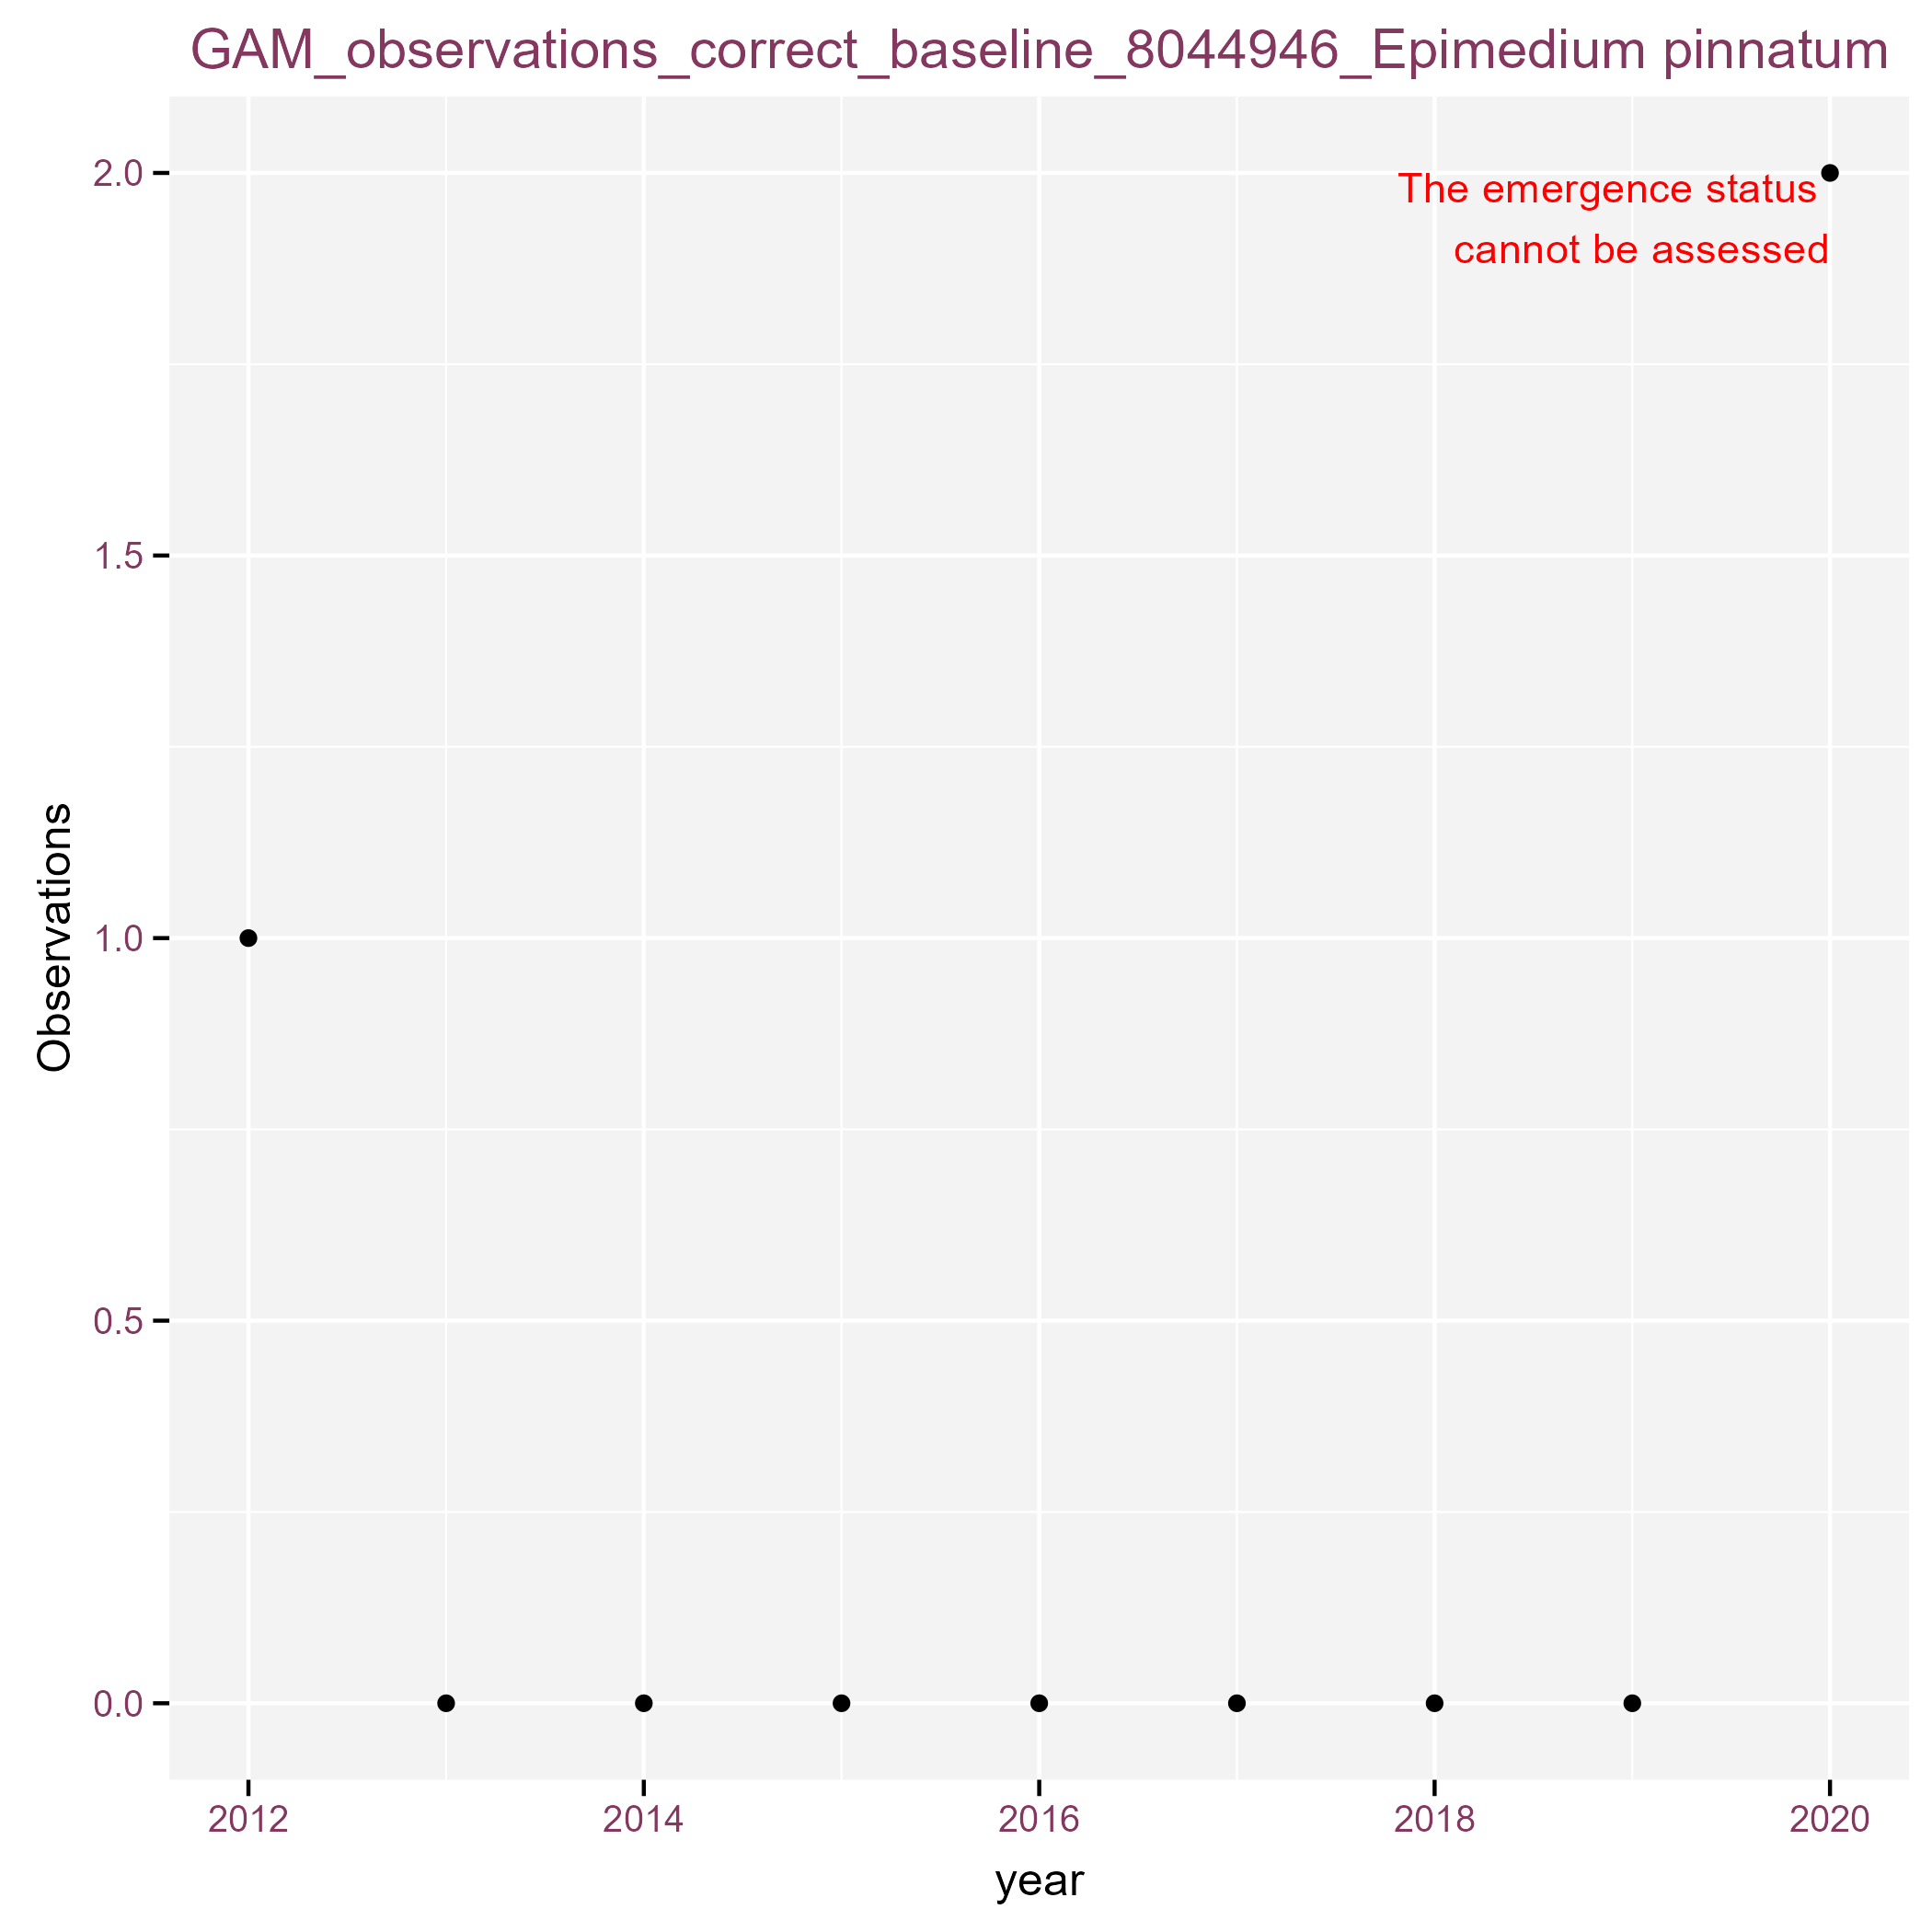 GAM_observations_correct_baseline_8044946_Epimedium pinnatum
2.0
The emergence status
cannot be assessed
1.5
1.0
0.5
0.0
Observations
2012 2014 2016 2018 2020
year